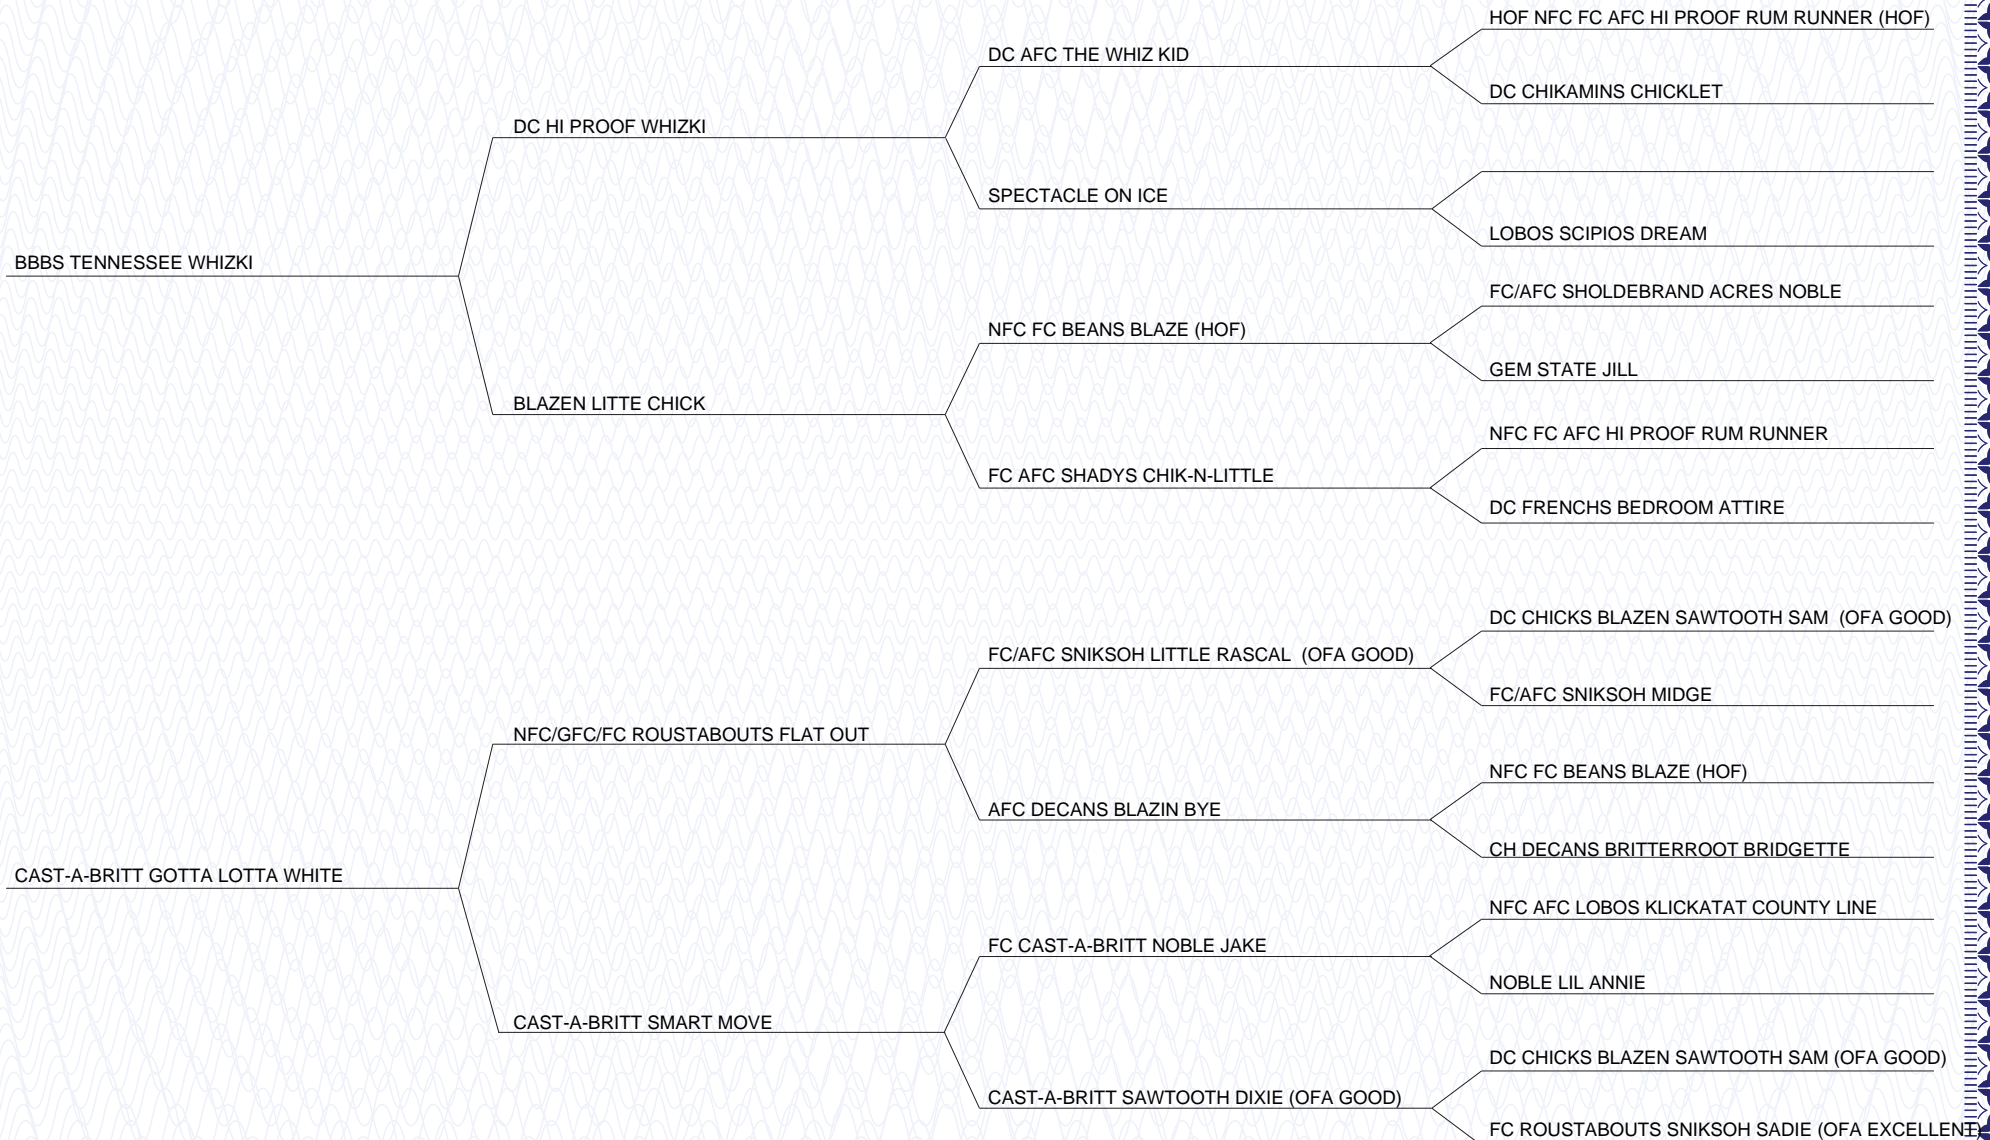 HOF NFC FC AFC HI PROOF RUM RUNNER (HOF)
DC AFC THE WHIZ KID
DC CHIKAMINS CHICKLET
DC HI PROOF WHIZKI
SPECTACLE ON ICE
LOBOS SCIPIOS DREAM
BBBS TENNESSEE WHIZKI
FC/AFC SHOLDEBRAND ACRES NOBLE
NFC FC BEANS BLAZE (HOF)
GEM STATE JILL
BLAZEN LITTE CHICK
NFC FC AFC HI PROOF RUM RUNNER
FC AFC SHADYS CHIK-N-LITTLE
DC FRENCHS BEDROOM ATTIRE
DC CHICKS BLAZEN SAWTOOTH SAM  (OFA GOOD)
FC/AFC SNIKSOH LITTLE RASCAL  (OFA GOOD)
FC/AFC SNIKSOH MIDGE
NFC/GFC/FC ROUSTABOUTS FLAT OUT
NFC FC BEANS BLAZE (HOF)
AFC DECANS BLAZIN BYE
CH DECANS BRITTERROOT BRIDGETTE
CAST-A-BRITT GOTTA LOTTA WHITE
NFC AFC LOBOS KLICKATAT COUNTY LINE
FC CAST-A-BRITT NOBLE JAKE
NOBLE LIL ANNIE
CAST-A-BRITT SMART MOVE
DC CHICKS BLAZEN SAWTOOTH SAM (OFA GOOD)
CAST-A-BRITT SAWTOOTH DIXIE (OFA GOOD)
FC ROUSTABOUTS SNIKSOH SADIE (OFA EXCELLENT)